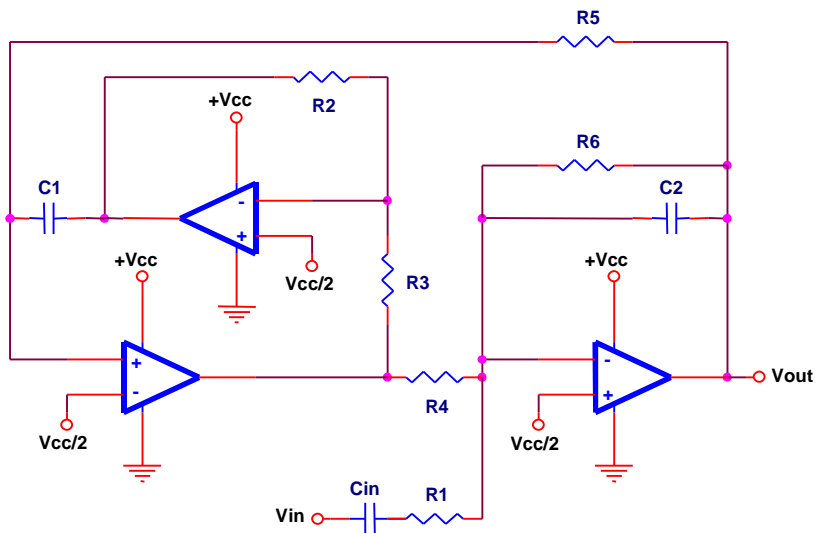 R5
R2
+Vcc
R6
C1
C2
-
+
Vcc/2
+Vcc
R3
+Vcc
+
-
R4
-
+
Vout
Vcc/2
Vcc/2
Cin
R1
Vin